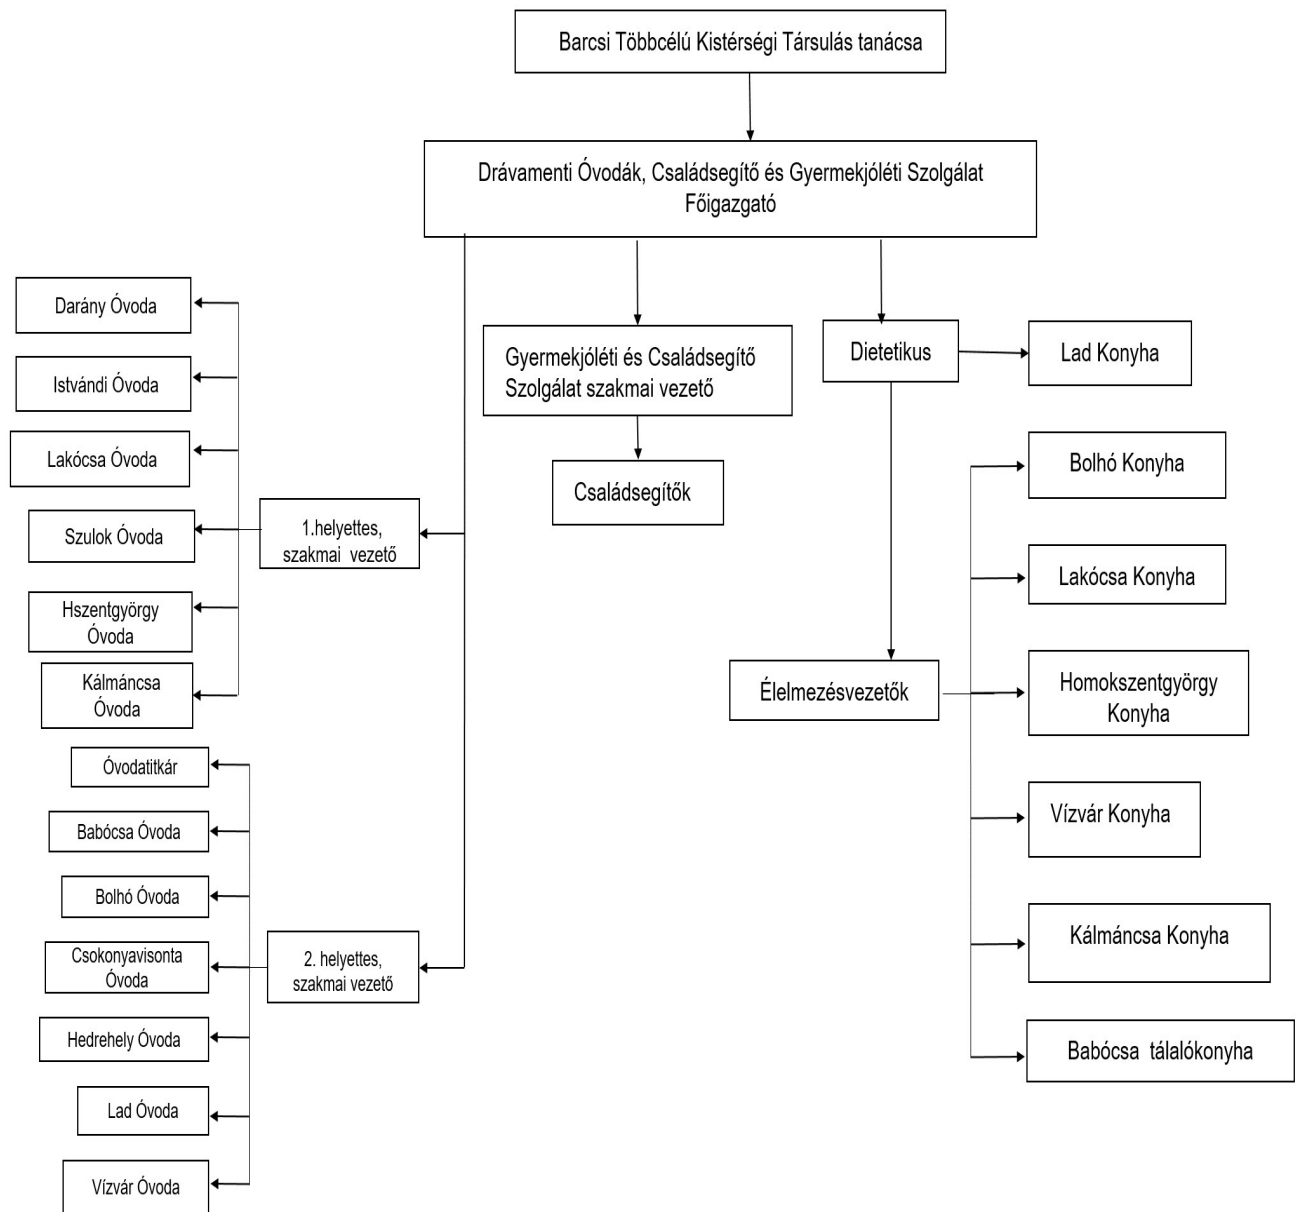 Barcsi Többcélú Kistérségi Társulás tanácsa
Drávamenti Óvodák, Családsegítő és Gyermekjóléti Szolgálat
Főigazgató
Darány Óvoda
Istvándi Óvoda
Lakócsa Óvoda
Szulok Óvoda
Hszentgyörgy
Óvoda
Kálmáncsa
Óvoda
1.helyettes,
szakmai vezető
Óvodatitkár
Babócsa Óvoda
Bolhó Óvoda
Csokonyavisonta
Óvoda
Hedrehely Óvoda
Lad Óvoda
Vízvár Óvoda
2. helyettes,
szakmai vezető
Gyermekjóléti és Családsegítő
Szolgálat szakmai vezető
Családsegítők
Dietetikus
Lad Konyha
Élelmezésvezetők
Bolhó Konyha
Lakócsa Konyha
Homokszentgyörgy
Konyha
Vízvár Konyha
Kálmáncsa Konyha
Babócsa tálalókonyha